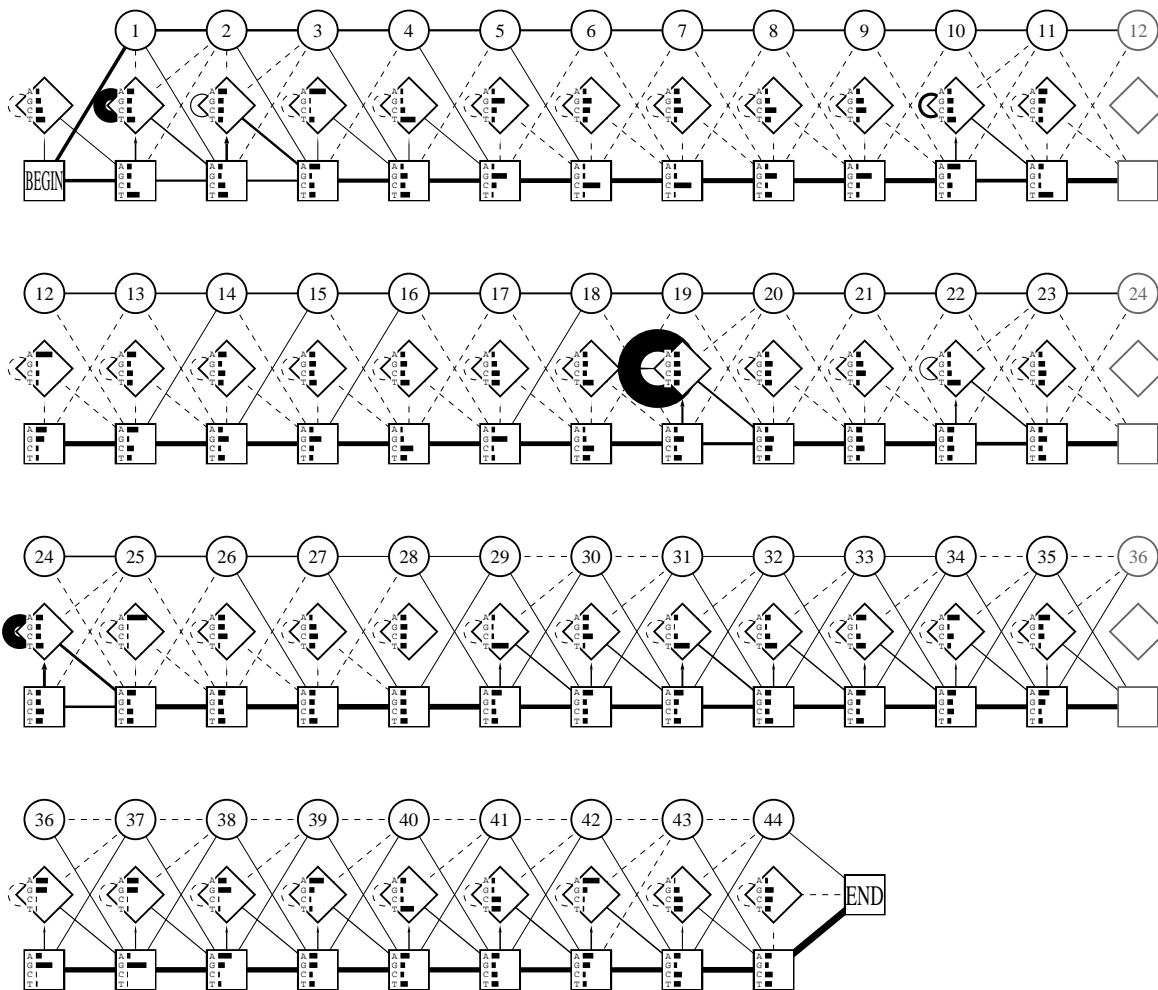 1 2 3 4 5 6 7 8 9 10 11 12
A A A A A A A A A A A A
G G G G G G G G G G G G
C C C C C C C C C C C C
T T T T T T T T T T T T
BEGIN
A A A A A A A A A A A
G G G G G G G G G G G
C C C C C C C C C C C
T T T T T T T T T T T
12 13 14 15 16 17 18 19 20 21 22 23 24
A A A A A A A A A A A A
G G G G G G G G G G G G
C C C C C C C C C C C C
T T T T T T T T T T T T
A A A A A A A A A A A A
G G G G G G G G G G G G
C C C C C C C C C C C C
T T T T T T T T T T T T
24 25 26 27 28 29 30 31 32 33 34 35 36
A A A A A A A A A A A A
G G G G G G G G G G G G
C C C C C C C C C C C C
T T T T T T T T T T T T
A A A A A A A A A A A A
G G G G G G G G G G G G
C C C C C C C C C C C C
T T T T T T T T T T T T
36 37 38 39 40 41 42 43 44
A A A A A A A A A
G G G G G G G G G
C C C C C C C C C
T T T T T T T T T
END
A A A A A A A A A
G G G G G G G G G
C C C C C C C C C
T T T T T T T T T